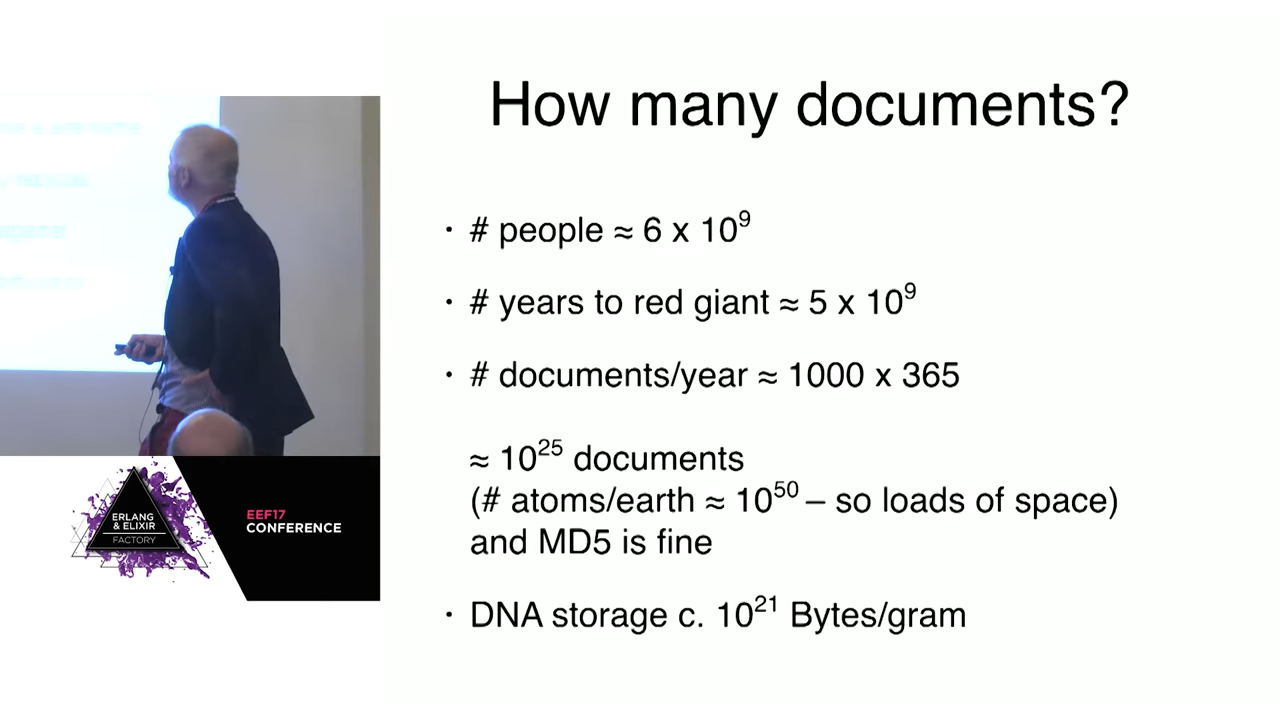 How many documents?
· # people ≈ 6 x 10⁹
· # years to red giant ≈ 5 x 10⁹
· # documents/year ≈ 1000 x 365
≈ 10²⁵ documents
(# atoms/earth ≈ 10⁵⁰ – so loads of space)
and MD5 is fine
· DNA storage c. 10²¹ Bytes/gram
ERLANG
& ELIXIR
FACTORY
EEF17
CONFERENCE